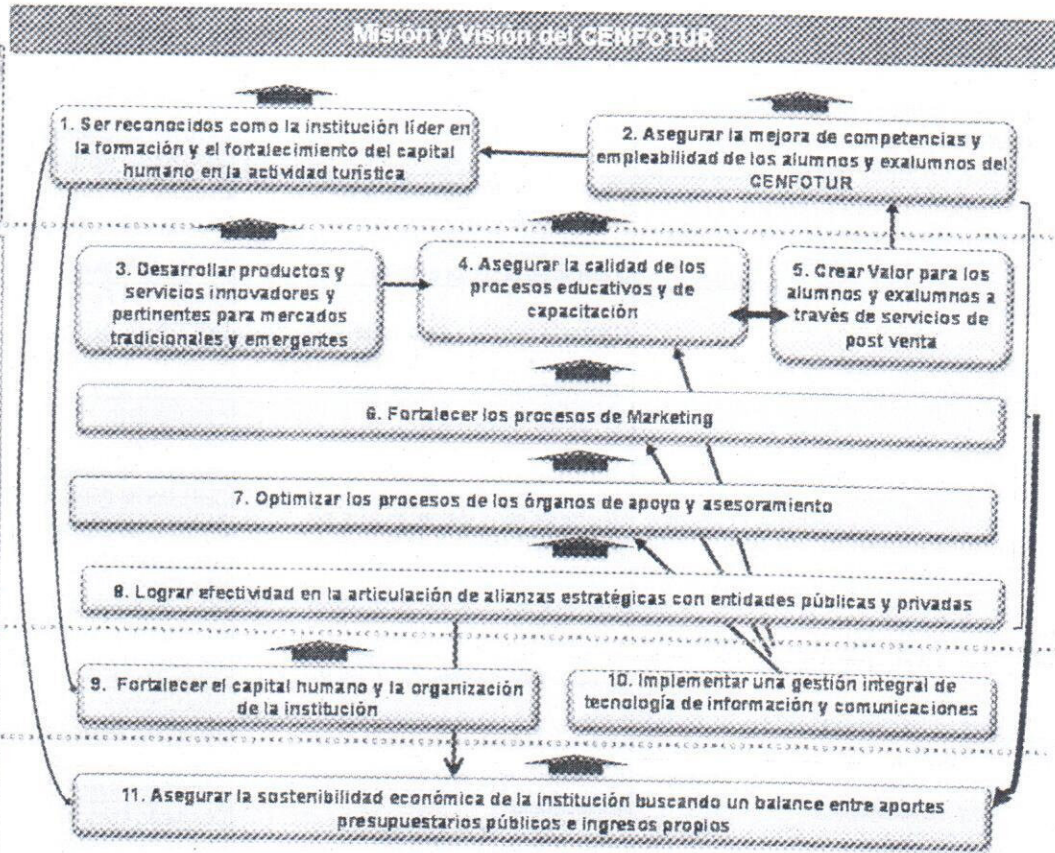 Misión y Visión del CENFOTUR
1. Ser reconocidos como la institución líder en
la formación y el fortalecimiento del capital
humano en la actividad turística
2. Asegurar la mejora de competencias y
empleabilidad de los alumnos y exalumnos del
CENFOTUR
3. Desarrollar productos y
servicios innovadores y
pertinentes para mercados
tradicionales y emergentes
4. Asegurar la calidad de los
procesos educativos y de
capacitación
5. Crear Valor para los
alumnos y exalumnos a
través de servicios de
post venta
6. Fortalecer los procesos de Marketing
7. Optimizar los procesos de los órganos de apoyo y asesoramiento
8. Lograr efectividad en la articulación de alianzas estratégicas con entidades públicas y privadas
9. Fortalecer el capital humano y la organización
de la institución
10. Implementar una gestión integral de
tecnología de información y comunicaciones
11. Asegurar la sostenibilidad económica de la institución buscando un balance entre aportes
presupuestarios públicos e ingresos propios